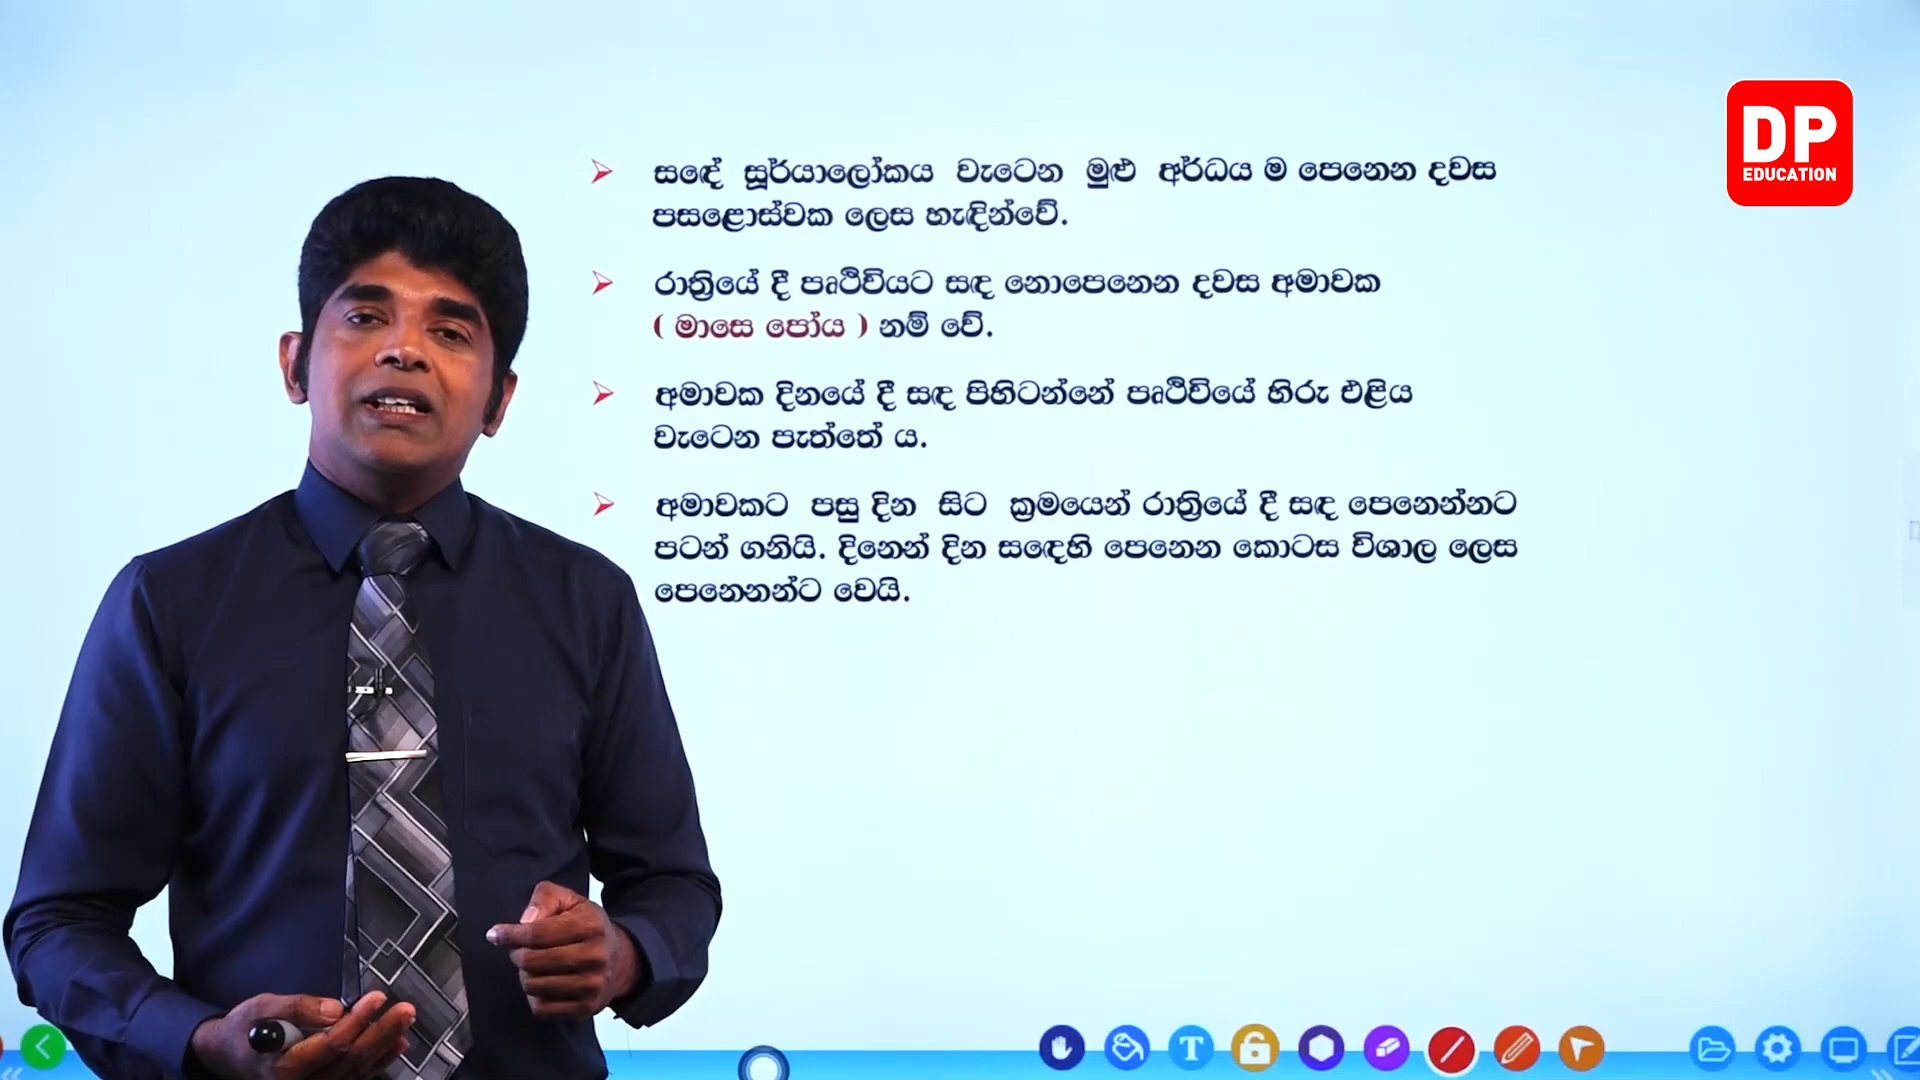 DP
EDUCATION
සඳේ සූර්යාලෝකය වැටෙන මුළු අර්ධය ම පෙනෙන දවස
පසළොස්වක ලෙස හැඳින්වේ.
රාත්‍රියේ දී පෘථිවියට සඳ නොපෙනෙන දවස අමාවක
( මාසෙ පෝය ) නම් වේ.
අමාවක දිනයේ දී සඳ පිහිටන්නේ පෘථිවියේ හිරු එළිය
වැටෙන පැත්තේ ය.
අමාවකට පසු දින සිට ක්‍රමයෙන් රාත්‍රියේ දී සඳ පෙනෙන්නට
පටන් ගනියි. දිනෙන් දින සඳෙහි පෙනෙන කොටස විශාල ලෙස
පෙනෙනන්ට වෙයි.
T